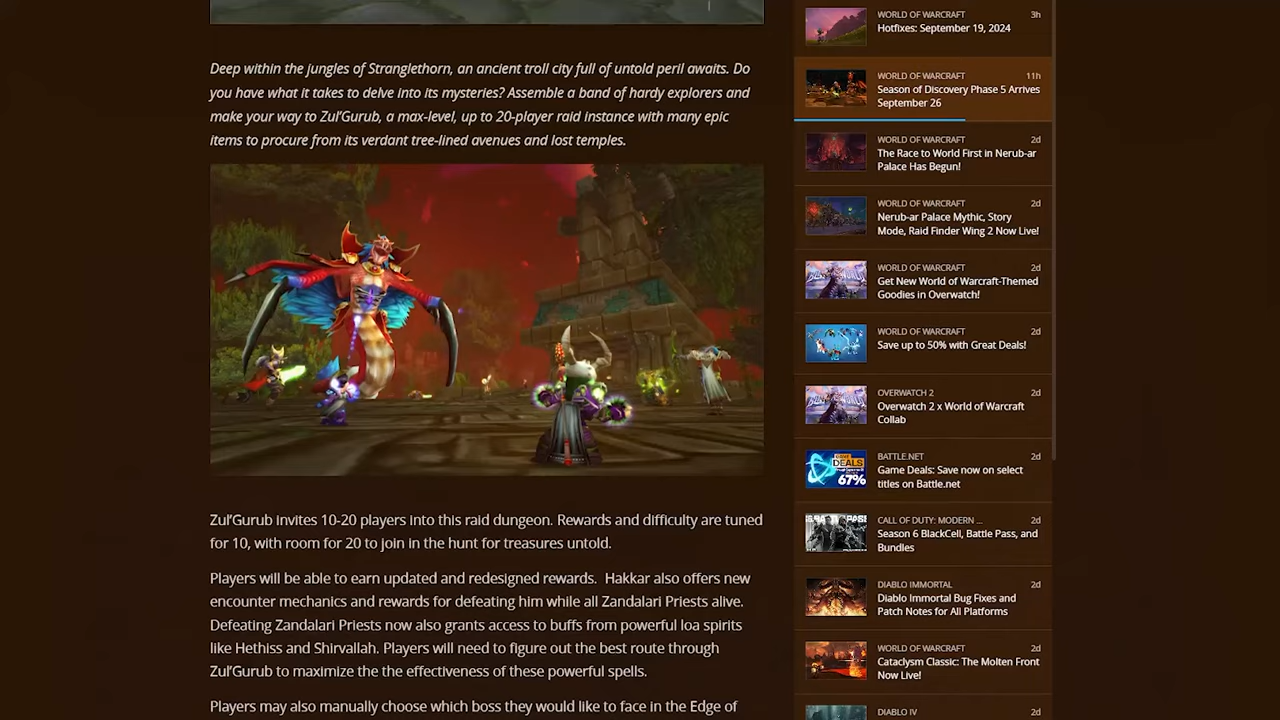 Deep within the jungles of Stranglethorn, an ancient troll city full of untold peril awaits. Do
you have what it takes to delve into its mysteries? Assemble a band of hardy explorers and
make your way to Zul'Gurub, a max-level, up to 20-player raid instance with many epic
items to procure from its verdant tree-lined avenues and lost temples.
Zul'Gurub invites 10-20 players into this raid dungeon. Rewards and difficulty are tuned
for 10, with room for 20 to join in the hunt for treasures untold.
Players will be able to earn updated and redesigned rewards.  Hakkar also offers new
encounter mechanics and rewards for defeating him while all Zandalari Priests alive.
Defeating Zandalari Priests now also grants access to buffs from powerful loa spirits
like Hethiss and Shirvallah. Players will need to figure out the best route through
Zul'Gurub to maximize the the effectiveness of these powerful spells.
Players may also manually choose which boss they would like to face in the Edge of
WORLD OF WARCRAFT 3h
Hotfixes: September 19, 2024
WORLD OF WARCRAFT 11h
Season of Discovery Phase 5 Arrives
September 26
WORLD OF WARCRAFT 2d
The Race to World First in Nerub-ar
Palace Has Begun!
WORLD OF WARCRAFT 2d
Nerub-ar Palace Mythic, Story
Mode, Raid Finder Wing 2 Now Live!
WORLD OF WARCRAFT 2d
Get New World of Warcraft-Themed
Goodies in Overwatch!
WORLD OF WARCRAFT 2d
Save up to 50% with Great Deals!
OVERWATCH 2 2d
Overwatch 2 x World of Warcraft
Collab
BATTLE.NET 2d
Game Deals: Save now on select
titles on Battle.net
DEALS
67%
CALL OF DUTY: MODERN ... 2d
Season 6 BlackCell, Battle Pass, and
Bundles
DIABLO IMMORTAL 2d
Diablo Immortal Bug Fixes and
Patch Notes for All Platforms
WORLD OF WARCRAFT 2d
Cataclysm Classic: The Molten Front
Now Live!
DIABLO IV 2d